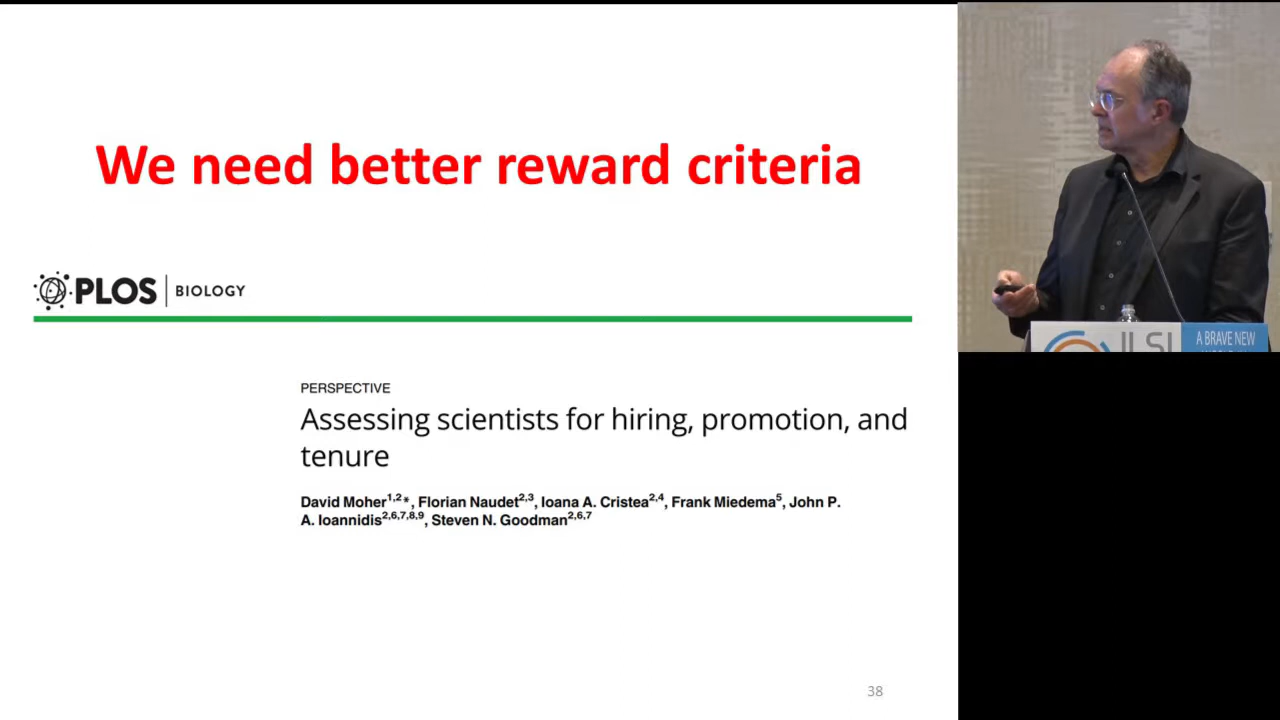 We need better reward criteria
PLOS BIOLOGY
PERSPECTIVE
Assessing scientists for hiring, promotion, and
tenure
David Moher1,2*, Florian Naudet2,3, Ioana A. Cristea2,4, Frank Miedema5, John P.
A. Ioannidis2,6,7,8,9, Steven N. Goodman2,6,7
38
ILSI
A BRAVE NEW